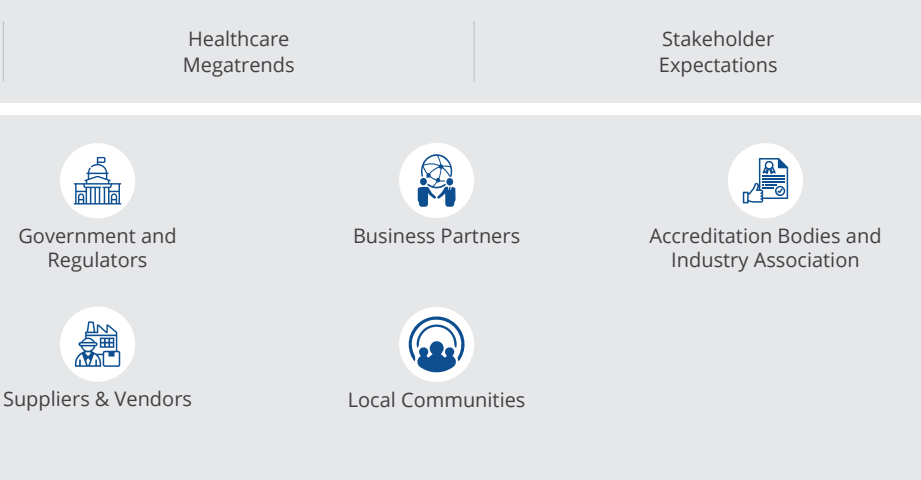 Healthcare
Megatrends
Stakeholder
Expectations
Government and
Regulators
Business Partners
Accreditation Bodies and
Industry Association
Suppliers & Vendors
Local Communities